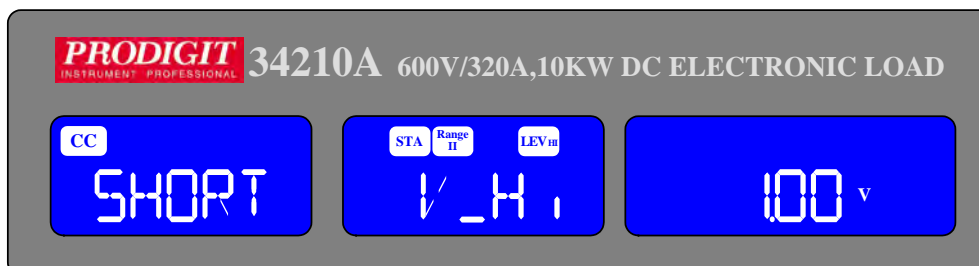 PRODIGIT
INSTRUMENT PROFESSIONAL
34210A 600V/320A,10KW DC ELECTRONIC LOAD
CC
STA Range II LEV HI
SHORT V_Hi 1.00 V